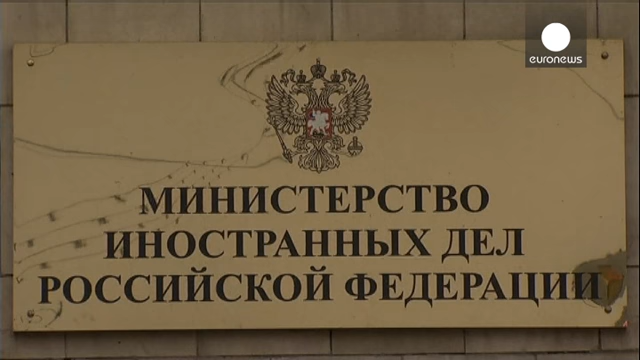 euronews
МИНИСТЕРСТВО
ИНОСТРАННЫХ ДЕЛ
РОССИЙСКОЙ ФЕДЕРАЦИИ